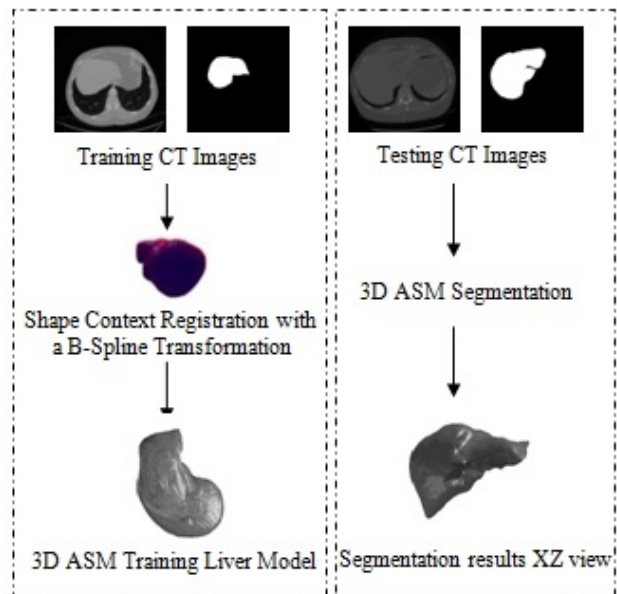 Training CT Images
Shape Context Registration with
a B-Spline Transformation
3D ASM Training Liver Model
Testing CT Images
3D ASM Segmentation
Segmentation results XZ view